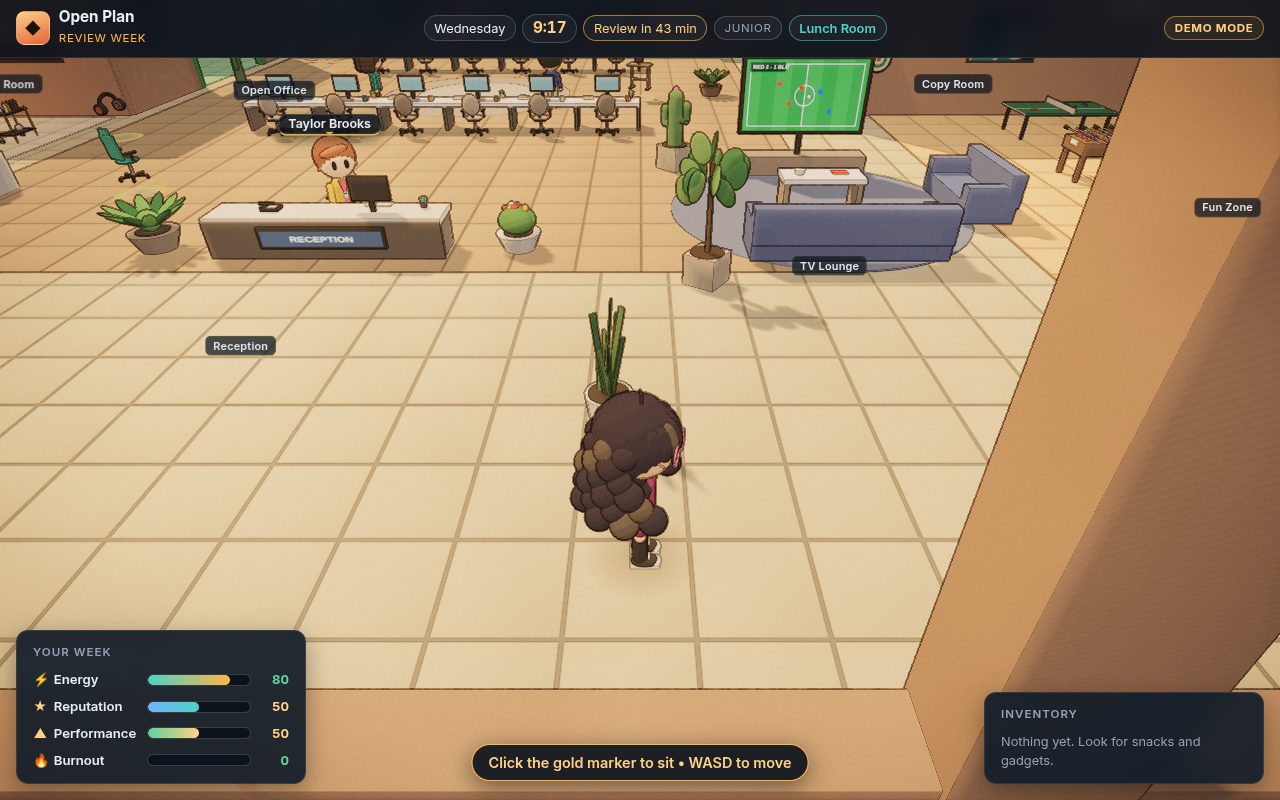 Open Plan
REVIEW WEEK
Wednesday
9:17
Review in 43 min
JUNIOR
Lunch Room
DEMO MODE
Room
Open Office
Copy Room
Taylor Brooks
RECEPTION
Fun Zone
TV Lounge
Reception
YOUR WEEK
Energy 80
Reputation 50
Performance 50
Burnout 0
Click the gold marker to sit • WASD to move
INVENTORY
Nothing yet. Look for snacks and
gadgets.